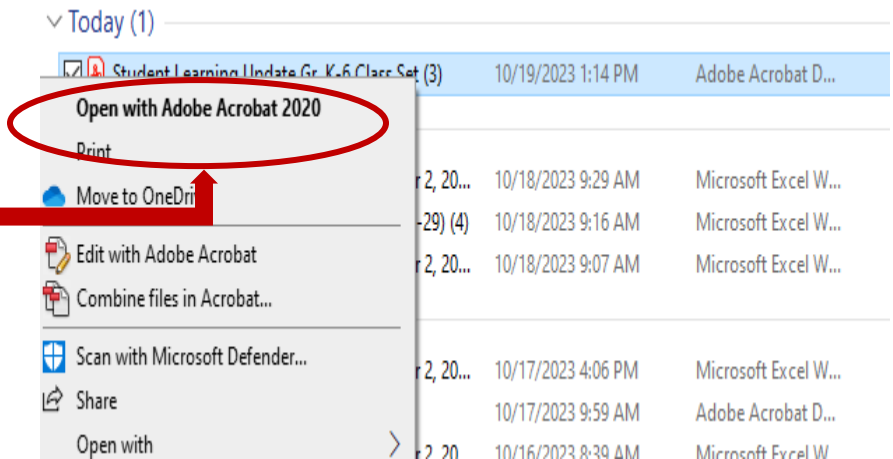 Today (1)
Student Learning Update Gr. K-6 Class Set (3) 10/19/2023 1:14 PM Adobe Acrobat D...
Open with Adobe Acrobat 2020
Print
r 2, 20... 10/18/2023 9:29 AM Microsoft Excel W...
Move to OneDri
-29) (4) 10/18/2023 9:16 AM Microsoft Excel W...
Edit with Adobe Acrobat
r 2, 20... 10/18/2023 9:07 AM Microsoft Excel W...
Combine files in Acrobat...
Scan with Microsoft Defender...
r 2, 20... 10/17/2023 4:06 PM Microsoft Excel W...
Share
10/17/2023 9:59 AM Adobe Acrobat D...
Open with
r 2, 20 10/16/2023 8:39 AM Microsoft Excel W